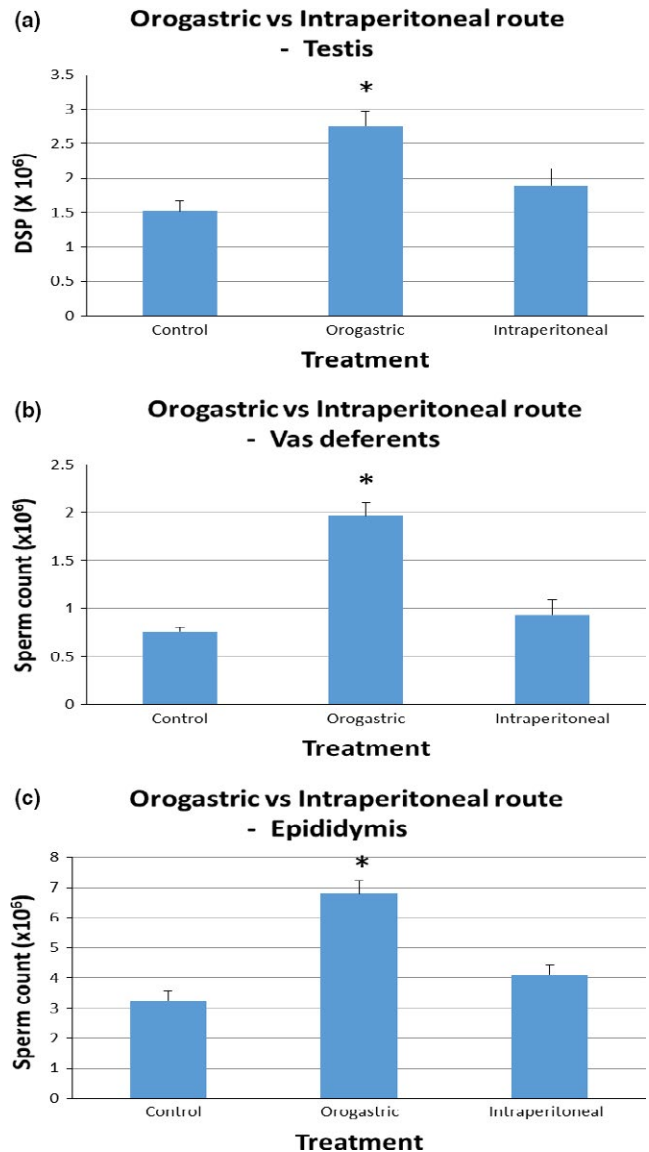 (a)
Orogastric vs Intraperitoneal route
- Testis
DSP (X 10⁶)
3.5
3
2.5
2
1.5
1
0.5
0
*
Control
Orogastric
Intraperitoneal
Treatment
(b)
Orogastric vs Intraperitoneal route
- Vas deferents
Sperm count (x10⁶)
2.5
2
1.5
1
0.5
0
*
Control
Orogastric
Intraperitoneal
Treatment
(c)
Orogastric vs Intraperitoneal route
- Epididymis
Sperm count (x10⁶)
8
7
6
5
4
3
2
1
0
*
Control
Orogastric
Intraperitoneal
Treatment